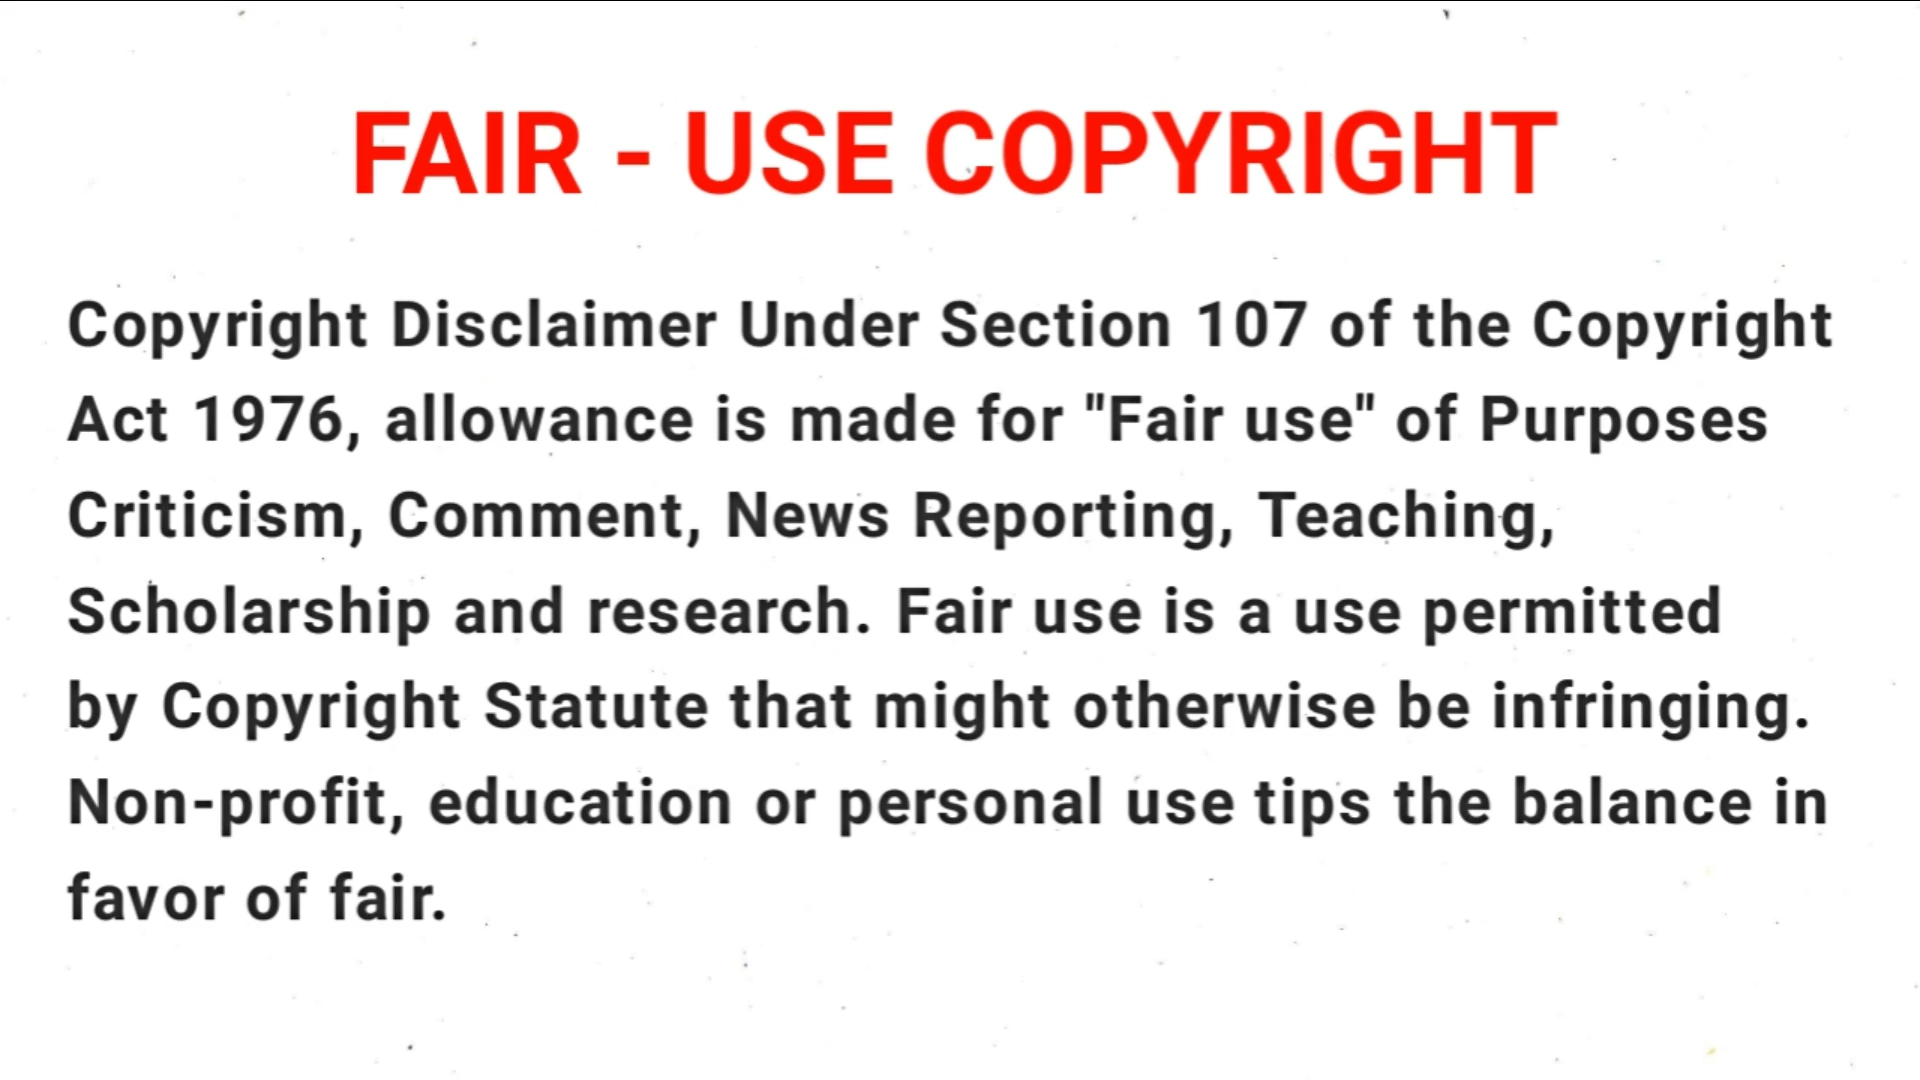 FAIR - USE COPYRIGHT
Copyright Disclaimer Under Section 107 of the Copyright
Act 1976, allowance is made for "Fair use" of Purposes
Criticism, Comment, News Reporting, Teaching,
Scholarship and research. Fair use is a use permitted
by Copyright Statute that might otherwise be infringing.
Non-profit, education or personal use tips the balance in
favor of fair.